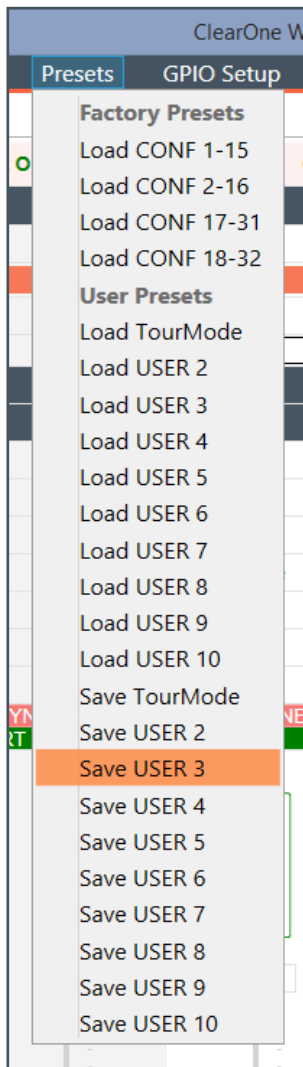 ClearOne W
Presets GPIO Setup
Factory Presets
Load CONF 1-15
Load CONF 2-16
Load CONF 17-31
Load CONF 18-32
User Presets
Load TourMode
Load USER 2
Load USER 3
Load USER 4
Load USER 5
Load USER 6
Load USER 7
Load USER 8
Load USER 9
Load USER 10
Save TourMode
Save USER 2
Save USER 3
Save USER 4
Save USER 5
Save USER 6
Save USER 7
Save USER 8
Save USER 9
Save USER 10